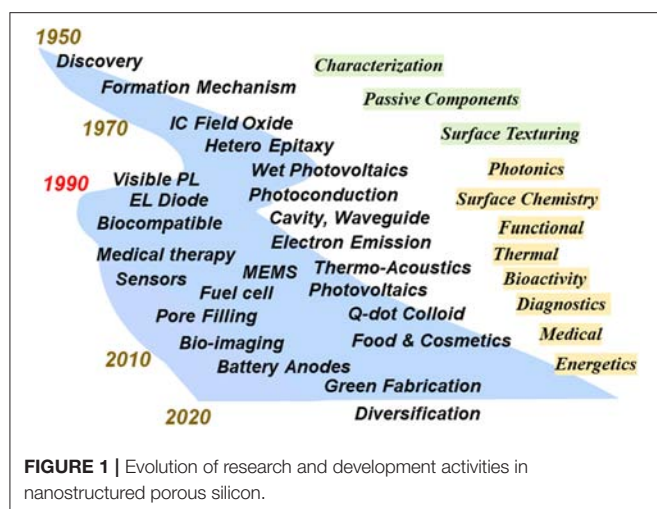 1950
Discovery
Characterization
Formation Mechanism
Passive Components
1970
IC Field Oxide
Surface Texturing
Hetero Epitaxy
Wet Photovoltaics
Photonics
1990
Visible PL
Photoconduction
Surface Chemistry
EL Diode
Biocompatible
Cavity, Waveguide
Functional
Electron Emission
Medical therapy
Thermal
MEMS
Thermo-Acoustics
Sensors
Bioactivity
Fuel cell
Photovoltaics
Diagnostics
Pore Filling
Q-dot Colloid
Medical
Bio-imaging
Food & Cosmetics
2010
Battery Anodes
Energetics
Green Fabrication
2020
Diversification
FIGURE 1 | Evolution of research and development activities in
nanostructured porous silicon.